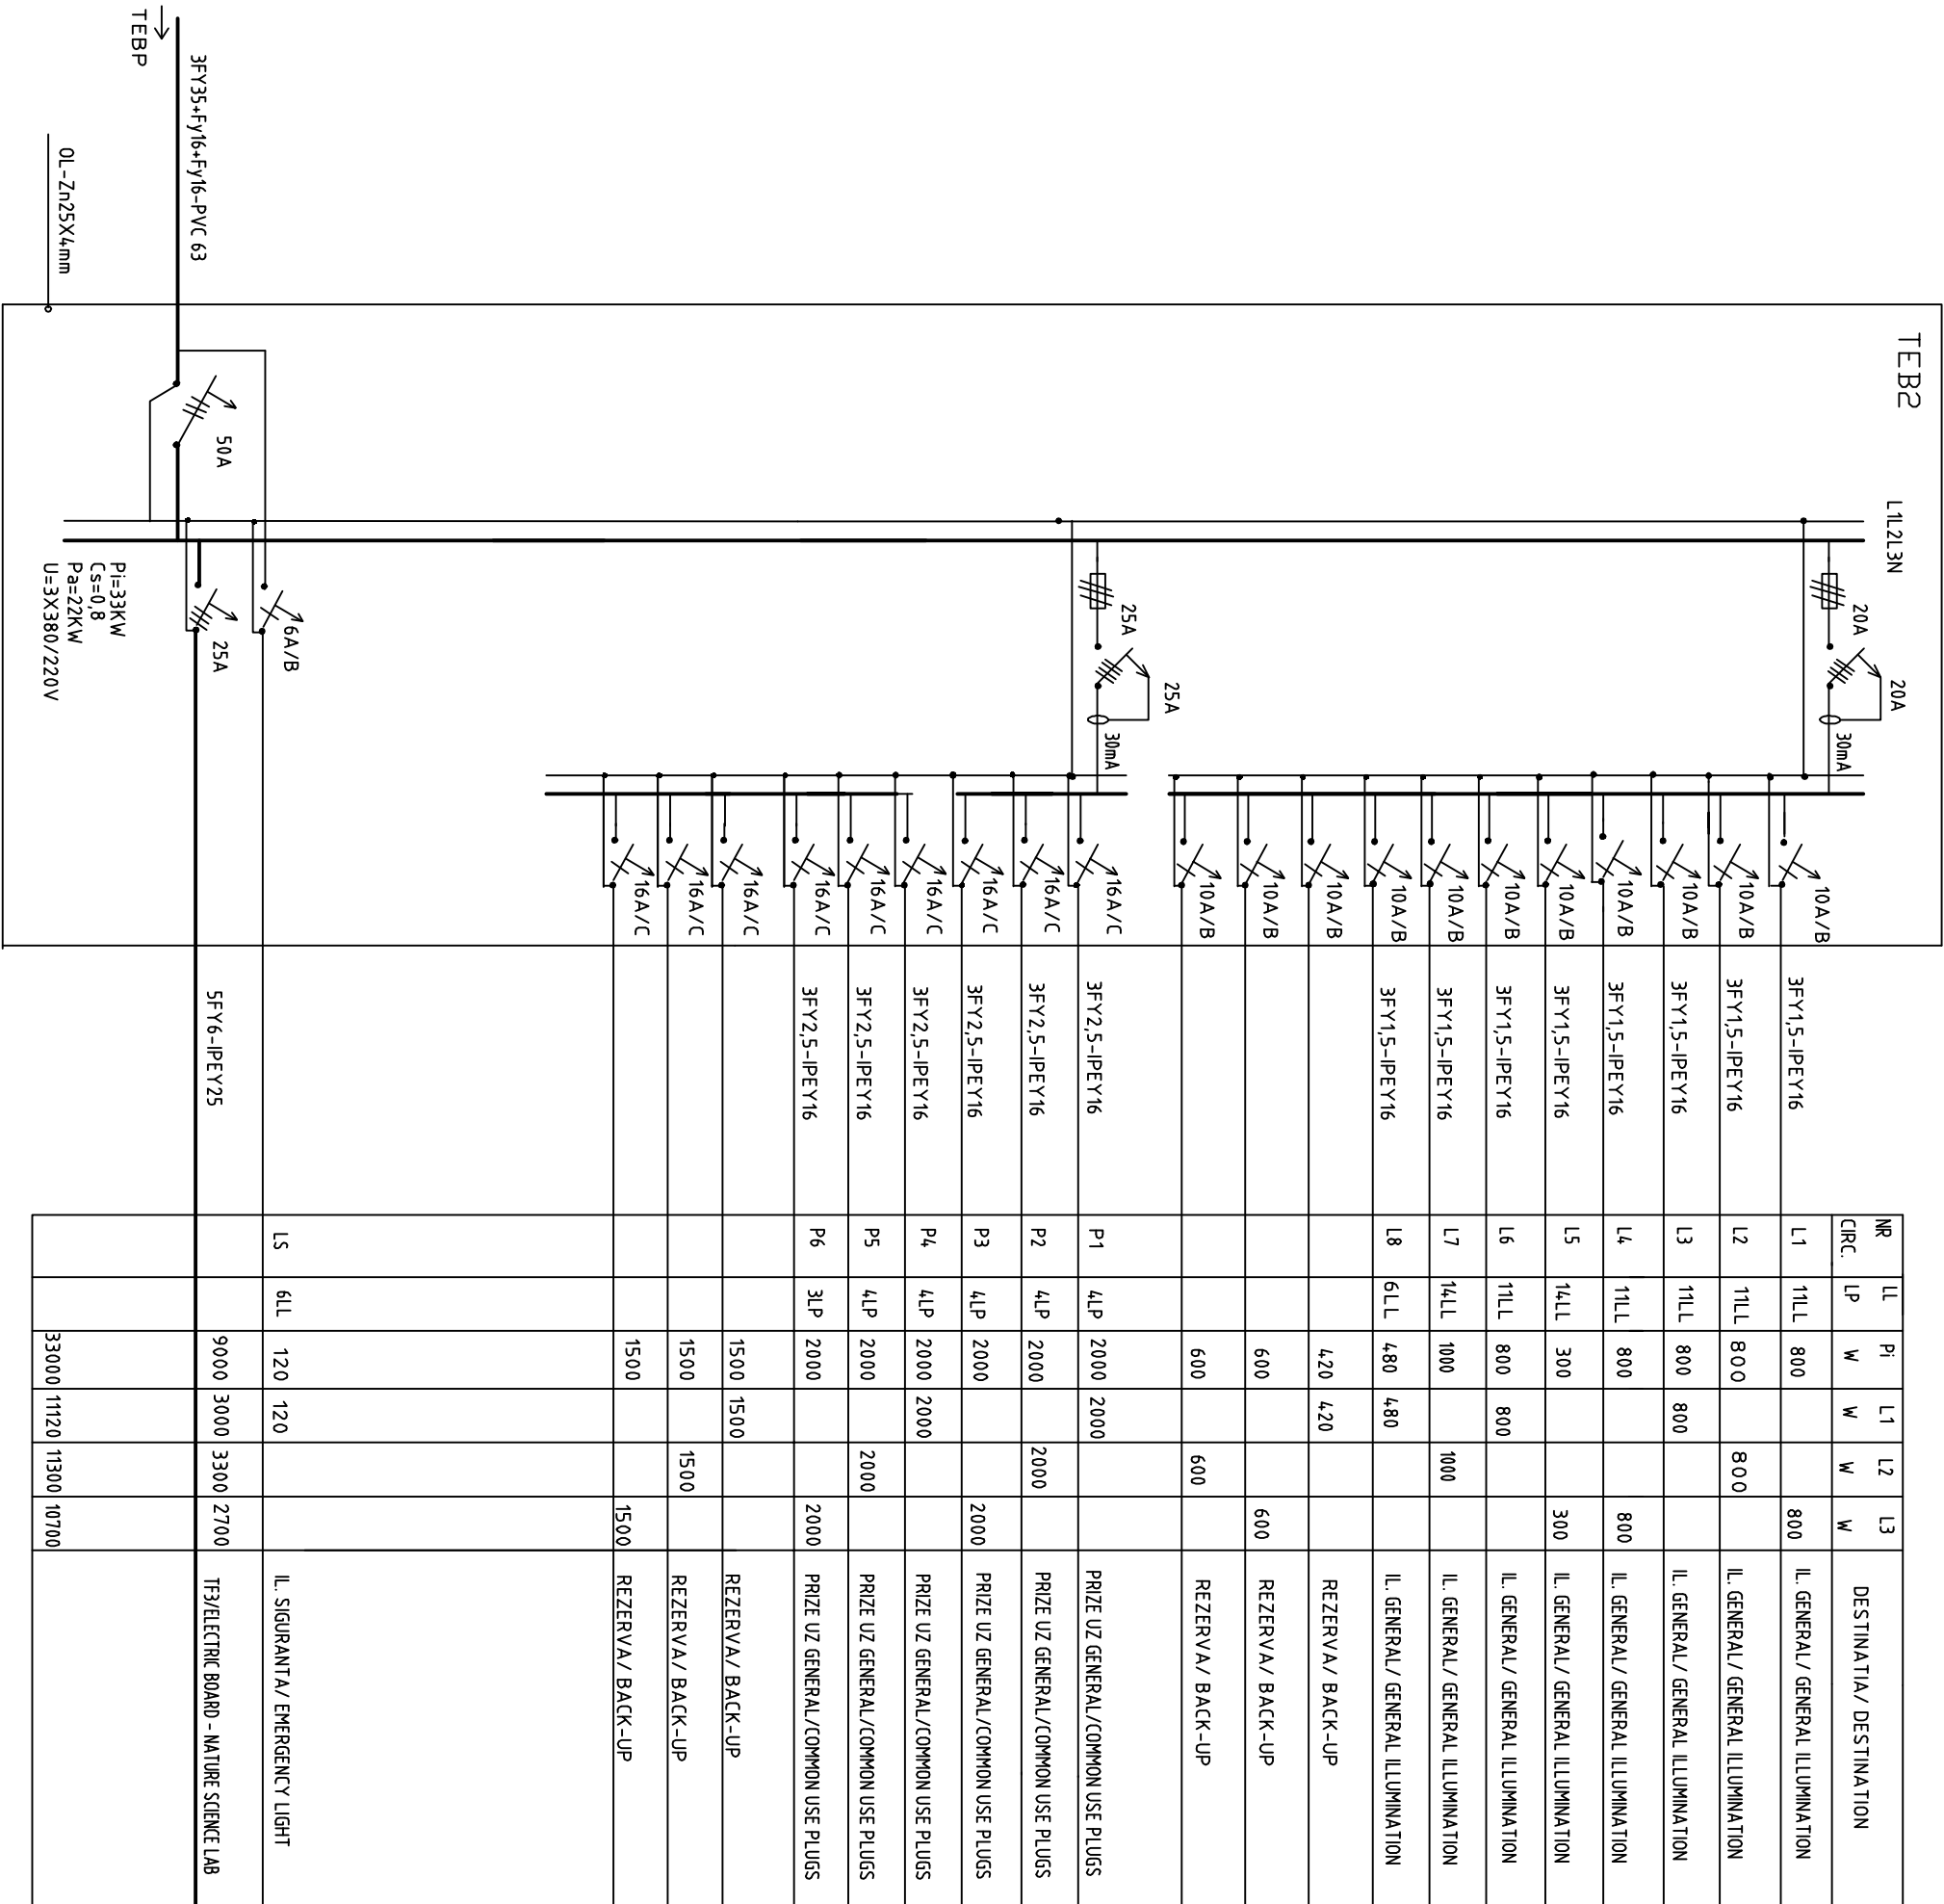 TEB2
L1L2L3N
20A
20A
30mA
25A
25A
30mA
TEBP
3FY35+Fy16+Fy16-PVC 63
OL-Zn25X4mm
50A
6A/B
25A
Pi=33KW
Cs=0,8
Pa=22KW
U=3X380/220V
NR CIRC. LL LP Pi W L1 W L2 W L3 W DESTINATIA/ DESTINATION
10A/B 3FY1,5-IPEY16 L1 11LL 800 800 IL. GENERAL/ GENERAL ILLUMINATION
10A/B 3FY1,5-IPEY16 L2 11LL 800 800 IL. GENERAL/ GENERAL ILLUMINATION
10A/B 3FY1,5-IPEY16 L3 11LL 800 800 IL. GENERAL/ GENERAL ILLUMINATION
10A/B 3FY1,5-IPEY16 L4 11LL 800 800 IL. GENERAL/ GENERAL ILLUMINATION
10A/B 3FY1,5-IPEY16 L5 14LL 300 300 IL. GENERAL/ GENERAL ILLUMINATION
10A/B 3FY1,5-IPEY16 L6 11LL 800 800 IL. GENERAL/ GENERAL ILLUMINATION
10A/B 3FY1,5-IPEY16 L7 14LL 1000 1000 IL. GENERAL/ GENERAL ILLUMINATION
10A/B 3FY1,5-IPEY16 L8 6LL 480 480 IL. GENERAL/ GENERAL ILLUMINATION
10A/B 420 420 REZERVA/ BACK-UP
10A/B 600 600 REZERVA/ BACK-UP
10A/B 600 600 REZERVA/ BACK-UP
16A/C 3FY2,5-IPEY16 P1 4LP 2000 2000 PRIZE UZ GENERAL/COMMON USE PLUGS
16A/C 3FY2,5-IPEY16 P2 4LP 2000 2000 PRIZE UZ GENERAL/COMMON USE PLUGS
16A/C 3FY2,5-IPEY16 P3 4LP 2000 2000 PRIZE UZ GENERAL/COMMON USE PLUGS
16A/C 3FY2,5-IPEY16 P4 4LP 2000 2000 PRIZE UZ GENERAL/COMMON USE PLUGS
16A/C 3FY2,5-IPEY16 P5 4LP 2000 2000 PRIZE UZ GENERAL/COMMON USE PLUGS
16A/C 3FY2,5-IPEY16 P6 3LP 2000 2000 PRIZE UZ GENERAL/COMMON USE PLUGS
16A/C 1500 1500 REZERVA/ BACK-UP
16A/C 1500 1500 REZERVA/ BACK-UP
16A/C 1500 1500 REZERVA/ BACK-UP
LS 6LL 120 120 IL. SIGURANTA/ EMERGENCY LIGHT
5FY6-IPEY25 9000 3000 3300 2700 TF3/ELECTRIC BOARD - NATURE SCIENCE LAB
33000 11120 11300 10700